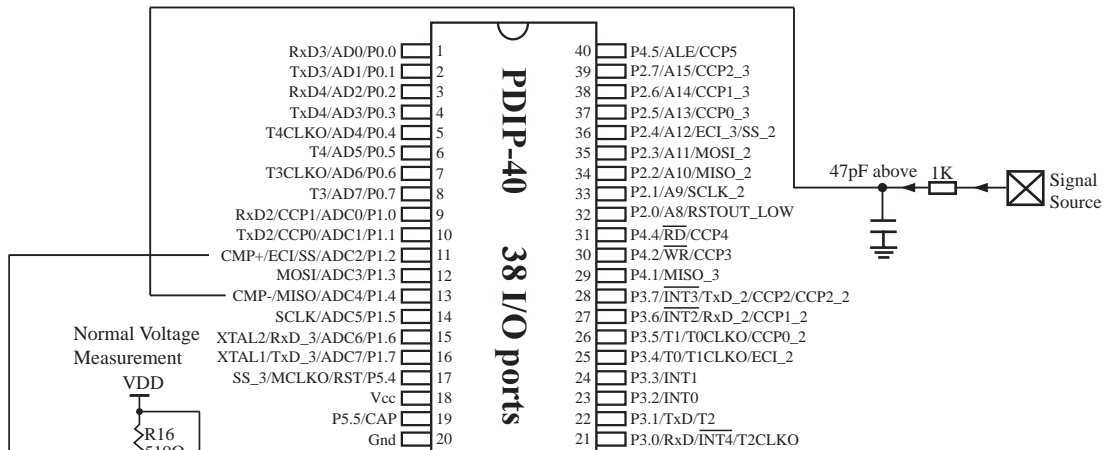 RxD3/AD0/P0.0 1
TxD3/AD1/P0.1 2
RxD4/AD2/P0.2 3
TxD4/AD3/P0.3 4
T4CLKO/AD4/P0.4 5
T4/AD5/P0.5 6
T3CLKO/AD6/P0.6 7
T3/AD7/P0.7 8
RxD2/CCP1/ADC0/P1.0 9
TxD2/CCP0/ADC1/P1.1 10
CMP+/ECI/SS/ADC2/P1.2 11
MOSI/ADC3/P1.3 12
CMP-/MISO/ADC4/P1.4 13
SCLK/ADC5/P1.5 14
XTAL2/RxD_3/ADC6/P1.6 15
XTAL1/TxD_3/ADC7/P1.7 16
SS_3/MCLKO/RST/P5.4 17
Vcc 18
P5.5/CAP 19
Gnd 20
PDIP-40
38 I/O ports
40 P4.5/ALE/CCP5
39 P2.7/A15/CCP2_3
38 P2.6/A14/CCP1_3
37 P2.5/A13/CCP0_3
36 P2.4/A12/ECI_3/SS_2
35 P2.3/A11/MOSI_2
34 P2.2/A10/MISO_2
33 P2.1/A9/SCLK_2
32 P2.0/A8/RSTOUT_LOW
31 P4.4/RD/CCP4
30 P4.2/WR/CCP3
29 P4.1/MISO_3
28 P3.7/INT3/TxD_2/CCP2/CCP2_2
27 P3.6/INT2/RxD_2/CCP1_2
26 P3.5/T1/T0CLKO/CCP0_2
25 P3.4/T0/T1CLKO/ECI_2
24 P3.3/INT1
23 P3.2/INT0
22 P3.1/TxD/T2
21 P3.0/RxD/INT4/T2CLKO
47pF above
1K
Signal
Source
Normal Voltage
Measurement
VDD
R16
510Ω